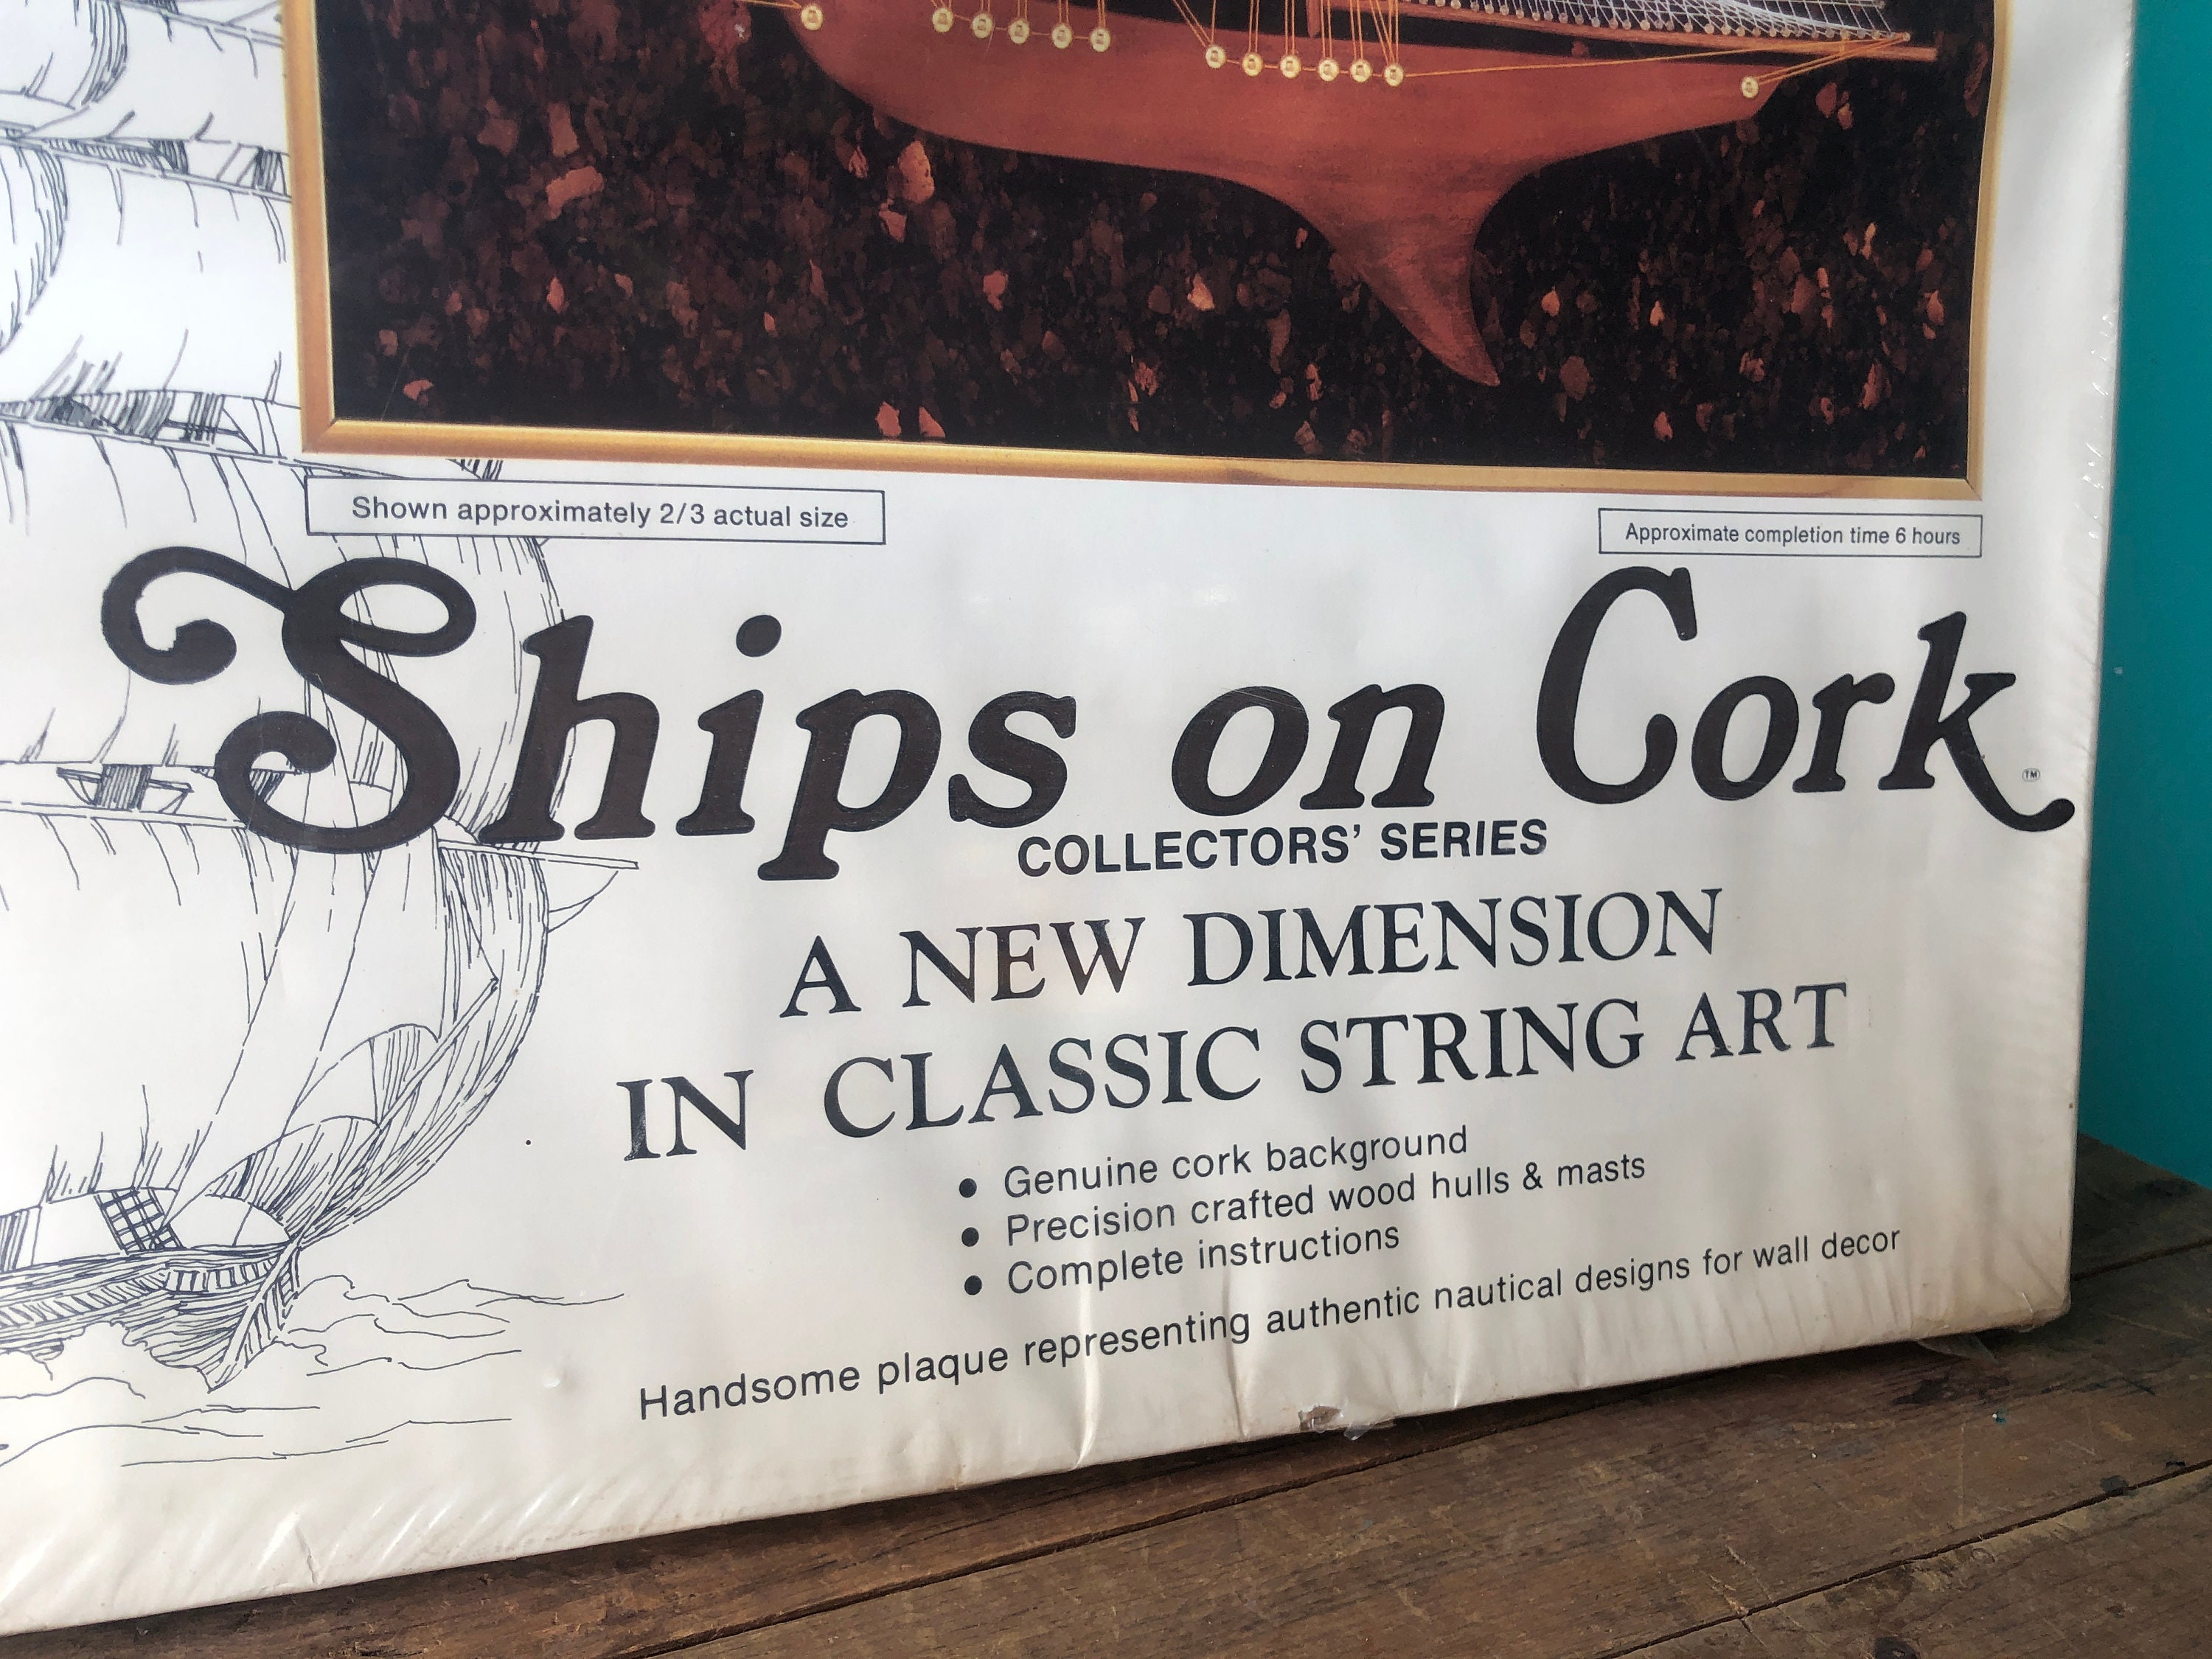 Shown approximately 2/3 actual size
Approximate completion time 6 hours
Ships on Cork ™
COLLECTORS' SERIES
A NEW DIMENSION
IN CLASSIC STRING ART
• Genuine cork background
• Precision crafted wood hulls & masts
• Complete instructions
Handsome plaque representing authentic nautical designs for wall decor